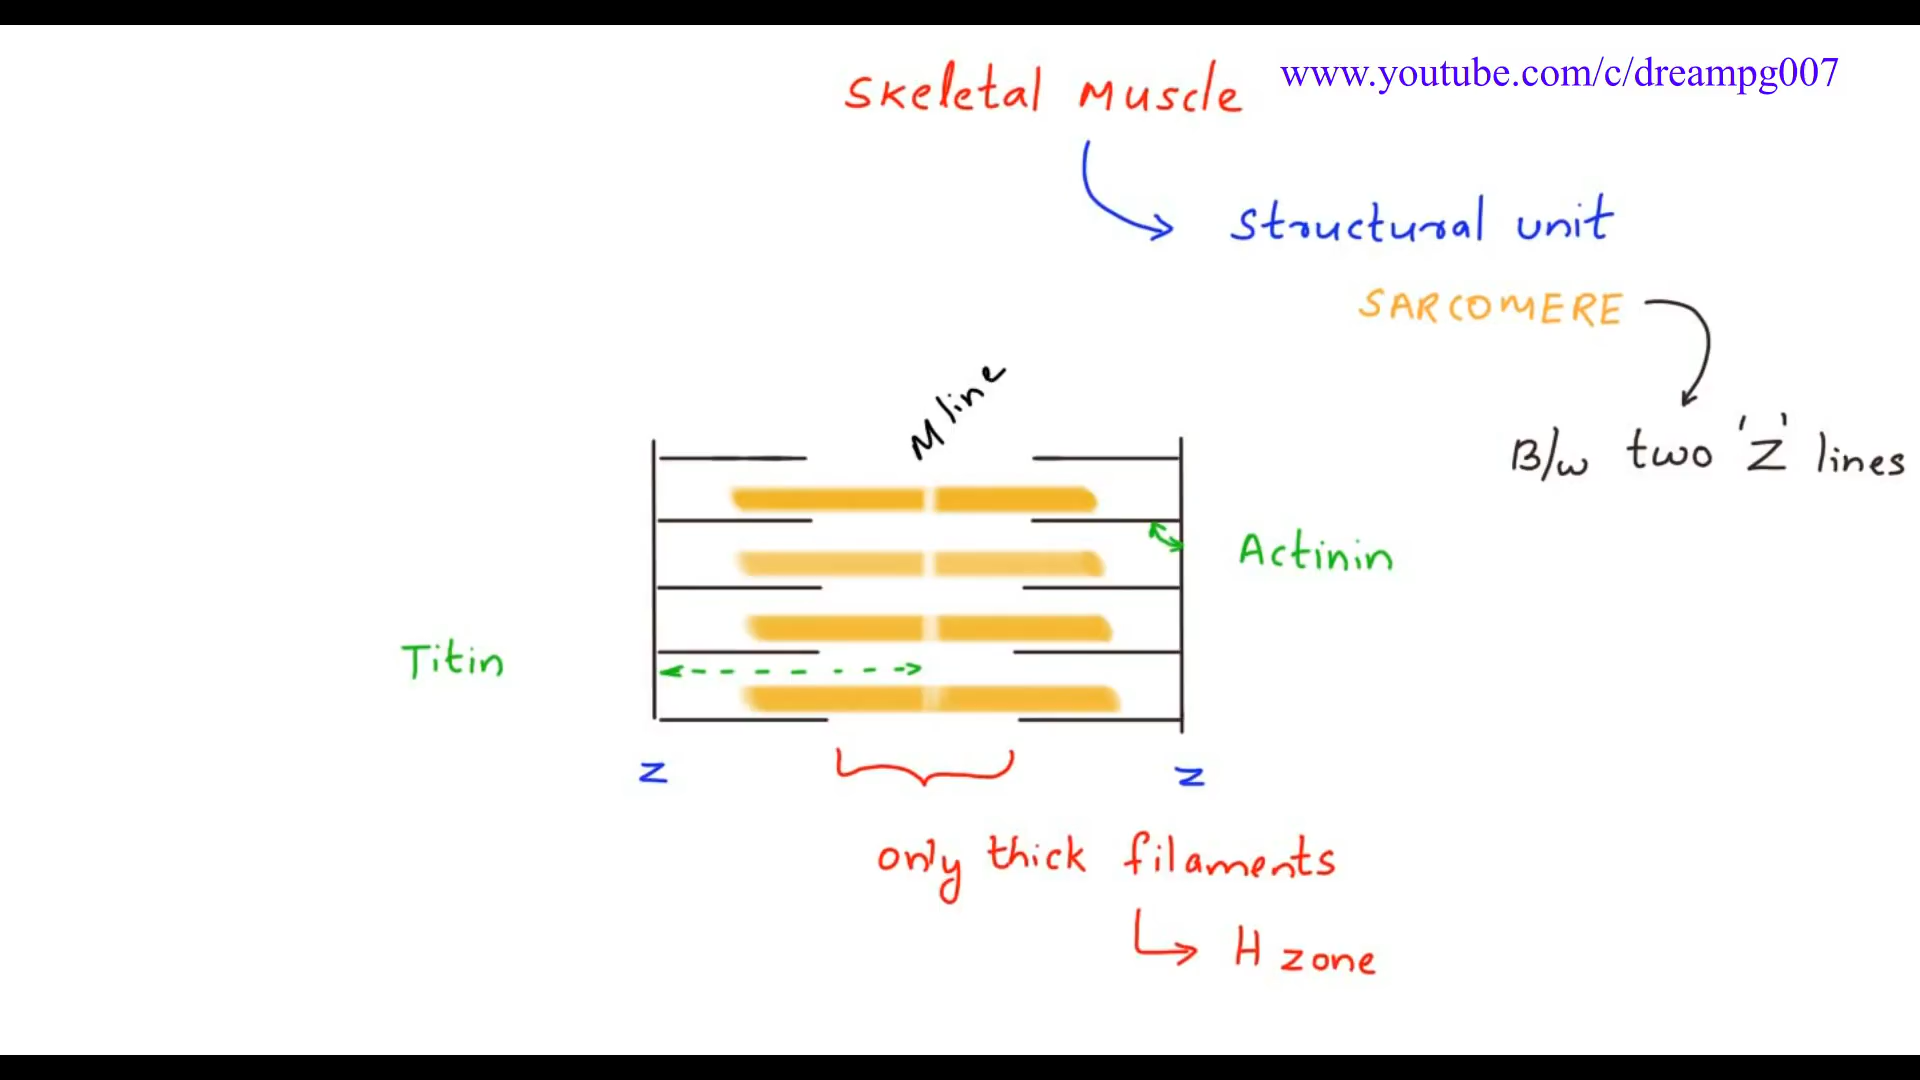 www.youtube.com/c/dreampg007
Skeletal Muscle
Structural unit
SARCOMERE
B/w two 'Z' lines
M line
Actinin
Titin
Z
Z
only thick filaments
H zone